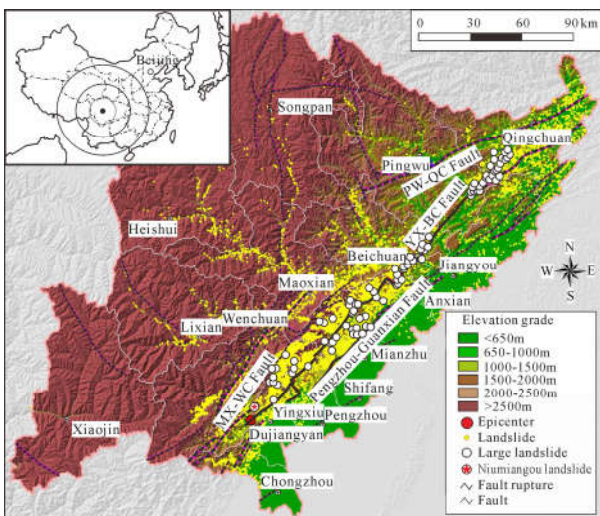 Beijing
0 30 60 90 km
Songpan
Qingchuan
Pingwu
PW-QC Fault
YX-BC Fault
Heishui
Beichuan
Jiangyou
N
W E
S
Maoxian
Anxian
Wenchuan
Lixian
Pengzhou-Guanxian Fault
Mianzhu
MX-WC Fault
Shifang
Yingxiu
Pengzhou
Xiaojin
Dujiangyan
Chongzhou
Elevation grade
<650m
650-1000m
1000-1500m
1500-2000m
2000-2500m
>2500m
Epicenter
Landslide
Large landslide
Niumiangou landslide
Fault rupture
Fault